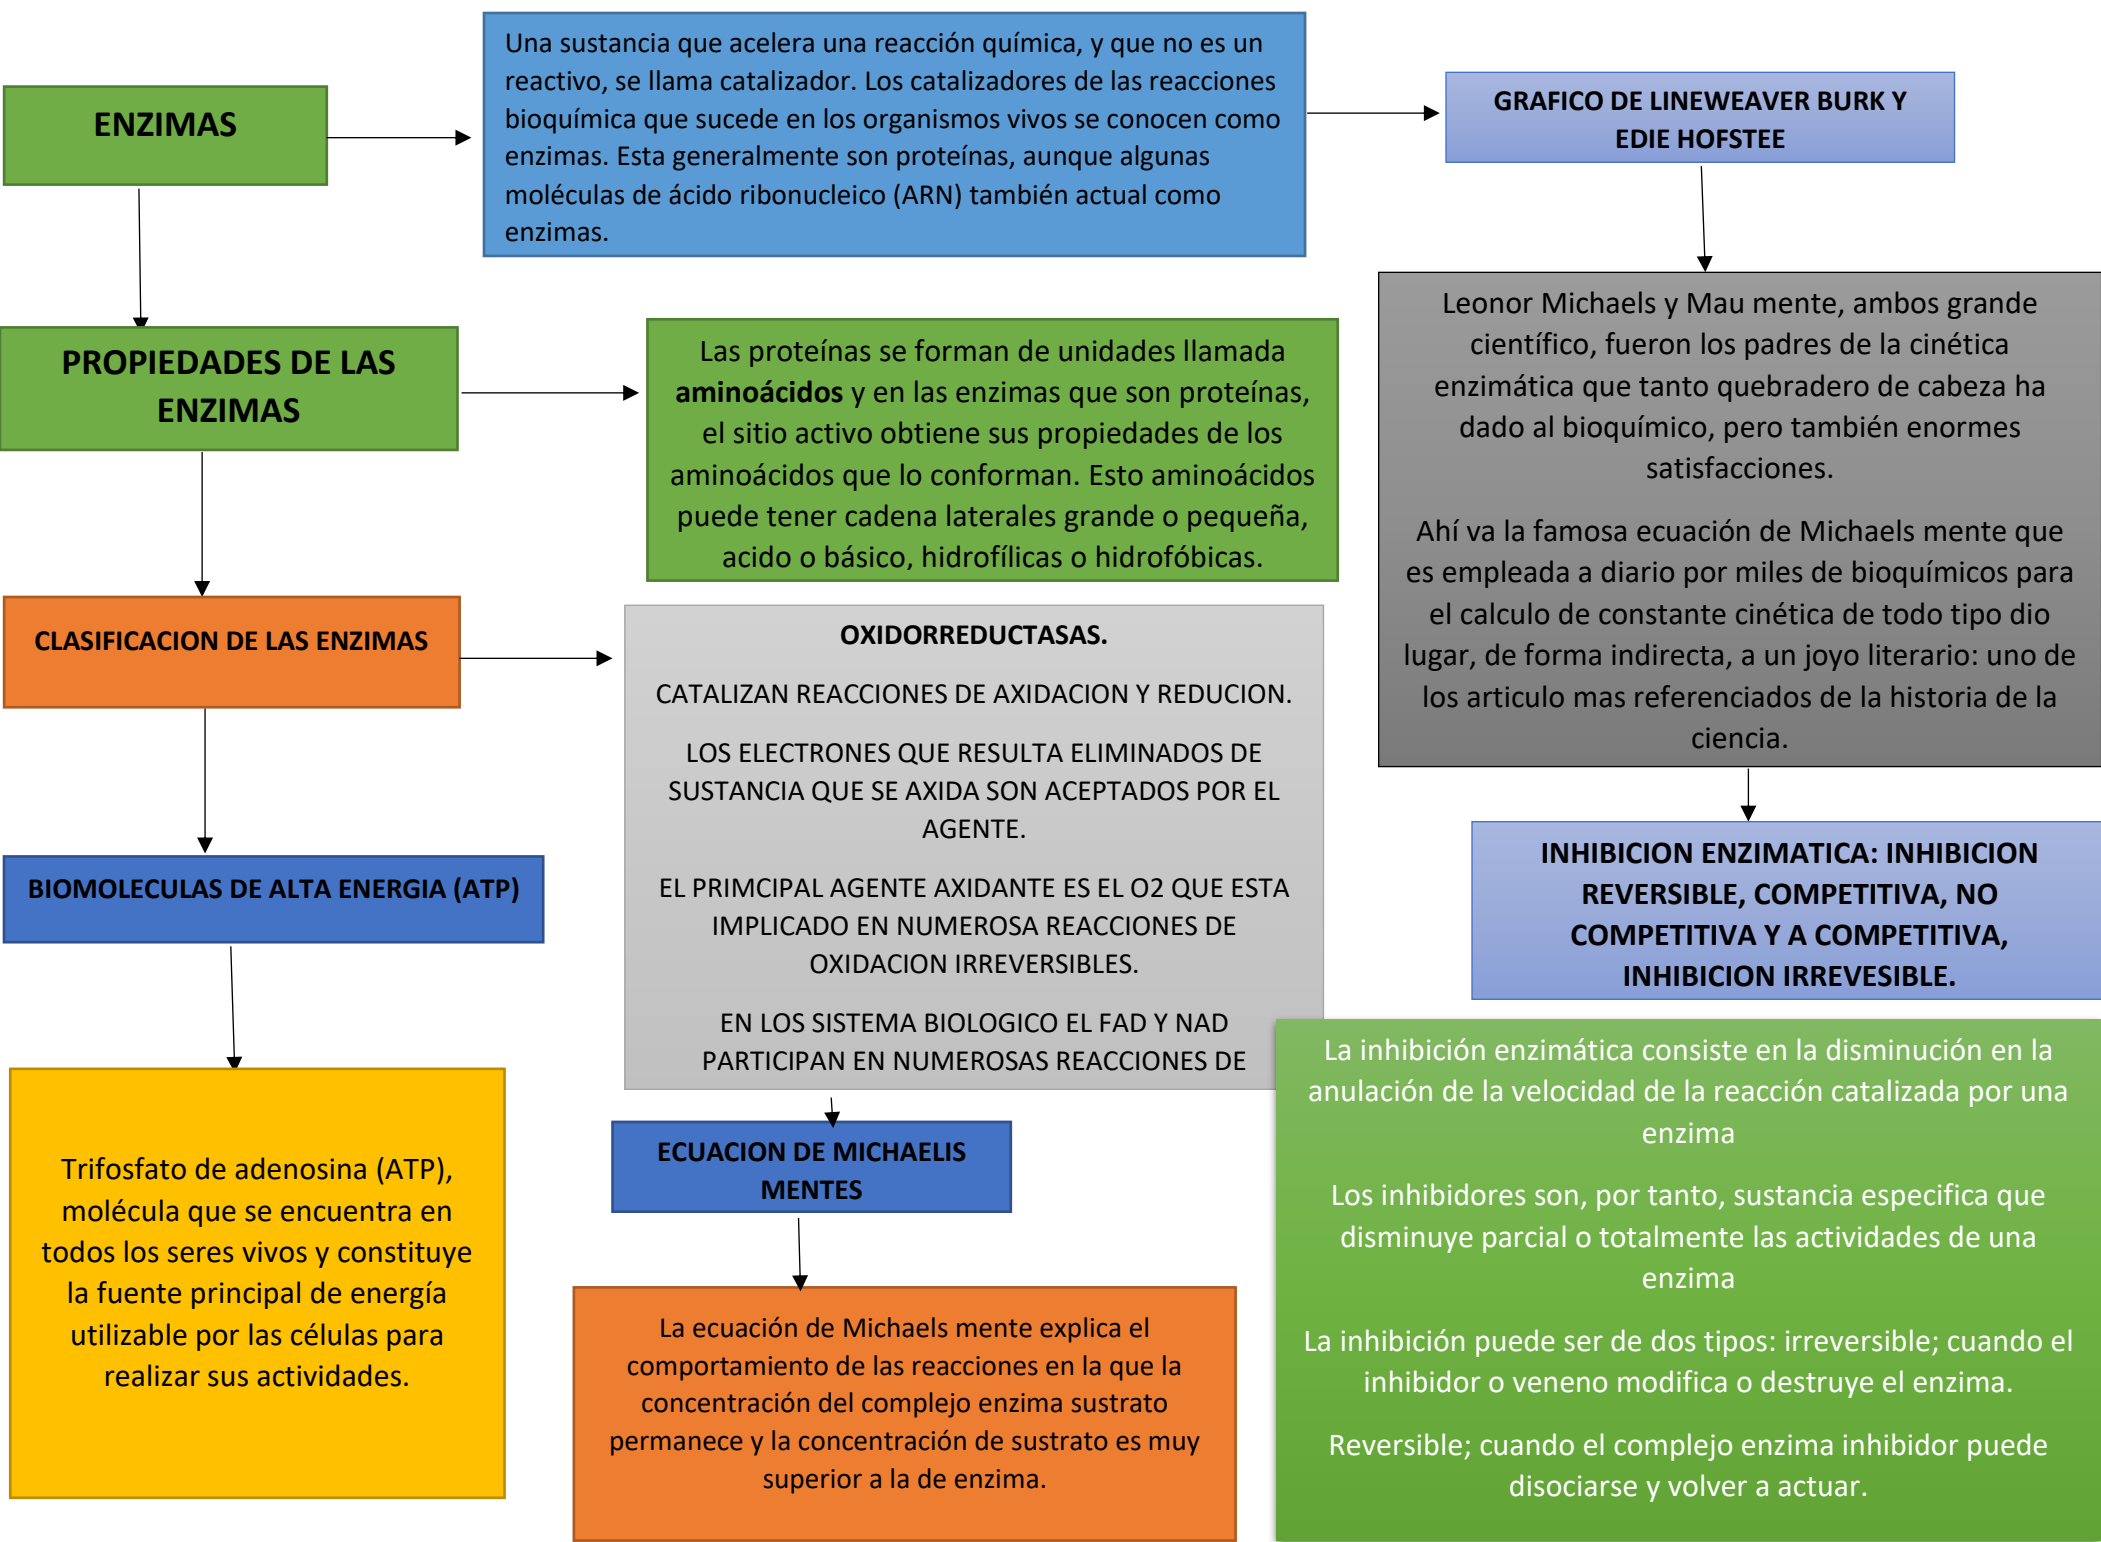 ENZIMAS
Una sustancia que acelera una reacción química, y que no es un
reactivo, se llama catalizador. Los catalizadores de las reacciones
bioquímica que sucede en los organismos vivos se conocen como
enzimas. Esta generalmente son proteínas, aunque algunas
moléculas de ácido ribonucleico (ARN) también actual como
enzimas.
GRAFICO DE LINEWEAVER BURK Y
EDIE HOFSTEE
PROPIEDADES DE LAS
ENZIMAS
Las proteínas se forman de unidades llamada
aminoácidos y en las enzimas que son proteínas,
el sitio activo obtiene sus propiedades de los
aminoácidos que lo conforman. Esto aminoácidos
puede tener cadena laterales grande o pequeña,
acido o básico, hidrofílicas o hidrofóbicas.
Leonor Michaels y Mau mente, ambos grande
científico, fueron los padres de la cinética
enzimática que tanto quebradero de cabeza ha
dado al bioquímico, pero también enormes
satisfacciones.
Ahí va la famosa ecuación de Michaels mente que
es empleada a diario por miles de bioquímicos para
el calculo de constante cinética de todo tipo dio
lugar, de forma indirecta, a un joyo literario: uno de
los articulo mas referenciados de la historia de la
ciencia.
CLASIFICACION DE LAS ENZIMAS
OXIDORREDUCTASAS.
CATALIZAN REACCIONES DE AXIDACION Y REDUCION.
LOS ELECTRONES QUE RESULTA ELIMINADOS DE
SUSTANCIA QUE SE AXIDA SON ACEPTADOS POR EL
AGENTE.
EL PRIMCIPAL AGENTE AXIDANTE ES EL O2 QUE ESTA
IMPLICADO EN NUMEROSA REACCIONES DE
OXIDACION IRREVERSIBLES.
EN LOS SISTEMA BIOLOGICO EL FAD Y NAD
PARTICIPAN EN NUMEROSAS REACCIONES DE
BIOMOLECULAS DE ALTA ENERGIA (ATP)
INHIBICION ENZIMATICA: INHIBICION
REVERSIBLE, COMPETITIVA, NO
COMPETITIVA Y A COMPETITIVA,
INHIBICION IRREVESIBLE.
Trifosfato de adenosina (ATP),
molécula que se encuentra en
todos los seres vivos y constituye
la fuente principal de energía
utilizable por las células para
realizar sus actividades.
ECUACION DE MICHAELIS
MENTES
La ecuación de Michaels mente explica el
comportamiento de las reacciones en la que la
concentración del complejo enzima sustrato
permanece y la concentración de sustrato es muy
superior a la de enzima.
La inhibición enzimática consiste en la disminución en la
anulación de la velocidad de la reacción catalizada por una
enzima
Los inhibidores son, por tanto, sustancia especifica que
disminuye parcial o totalmente las actividades de una
enzima
La inhibición puede ser de dos tipos: irreversible; cuando el
inhibidor o veneno modifica o destruye el enzima.
Reversible; cuando el complejo enzima inhibidor puede
disociarse y volver a actuar.